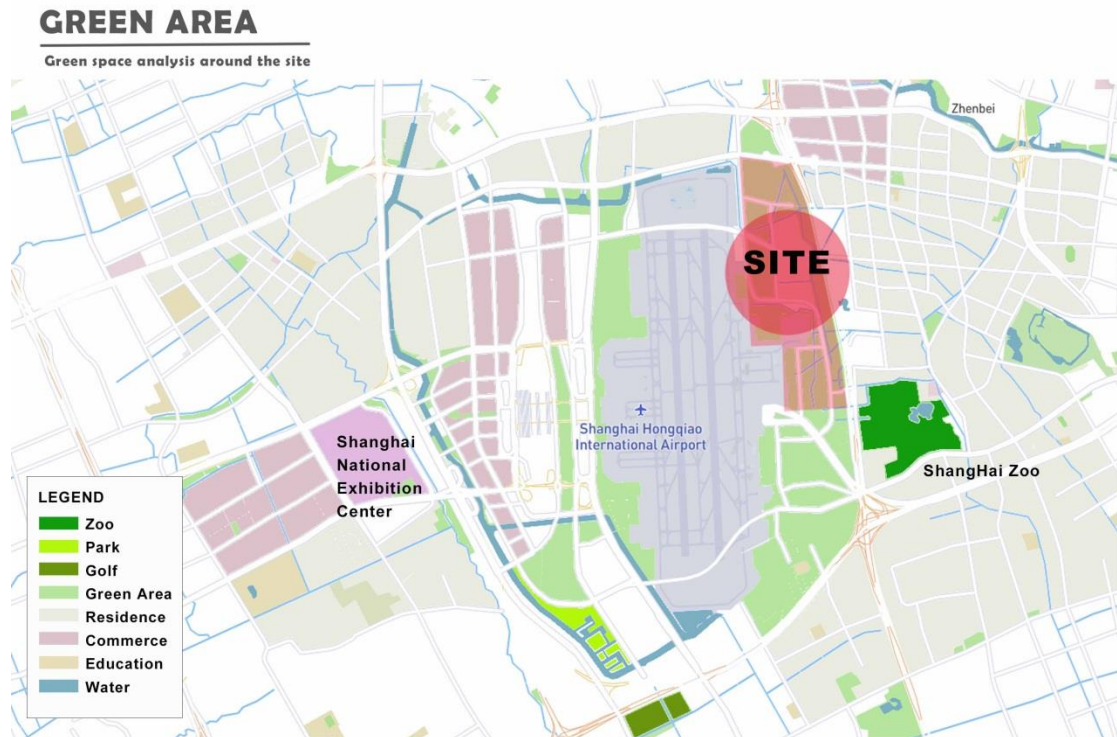 GREEN AREA
Green space analysis around the site
Zhenbei
SITE
Shanghai Hongqiao
International Airport
Shanghai
National
Exhibition
Center
ShangHai Zoo
LEGEND
Zoo
Park
Golf
Green Area
Residence
Commerce
Education
Water